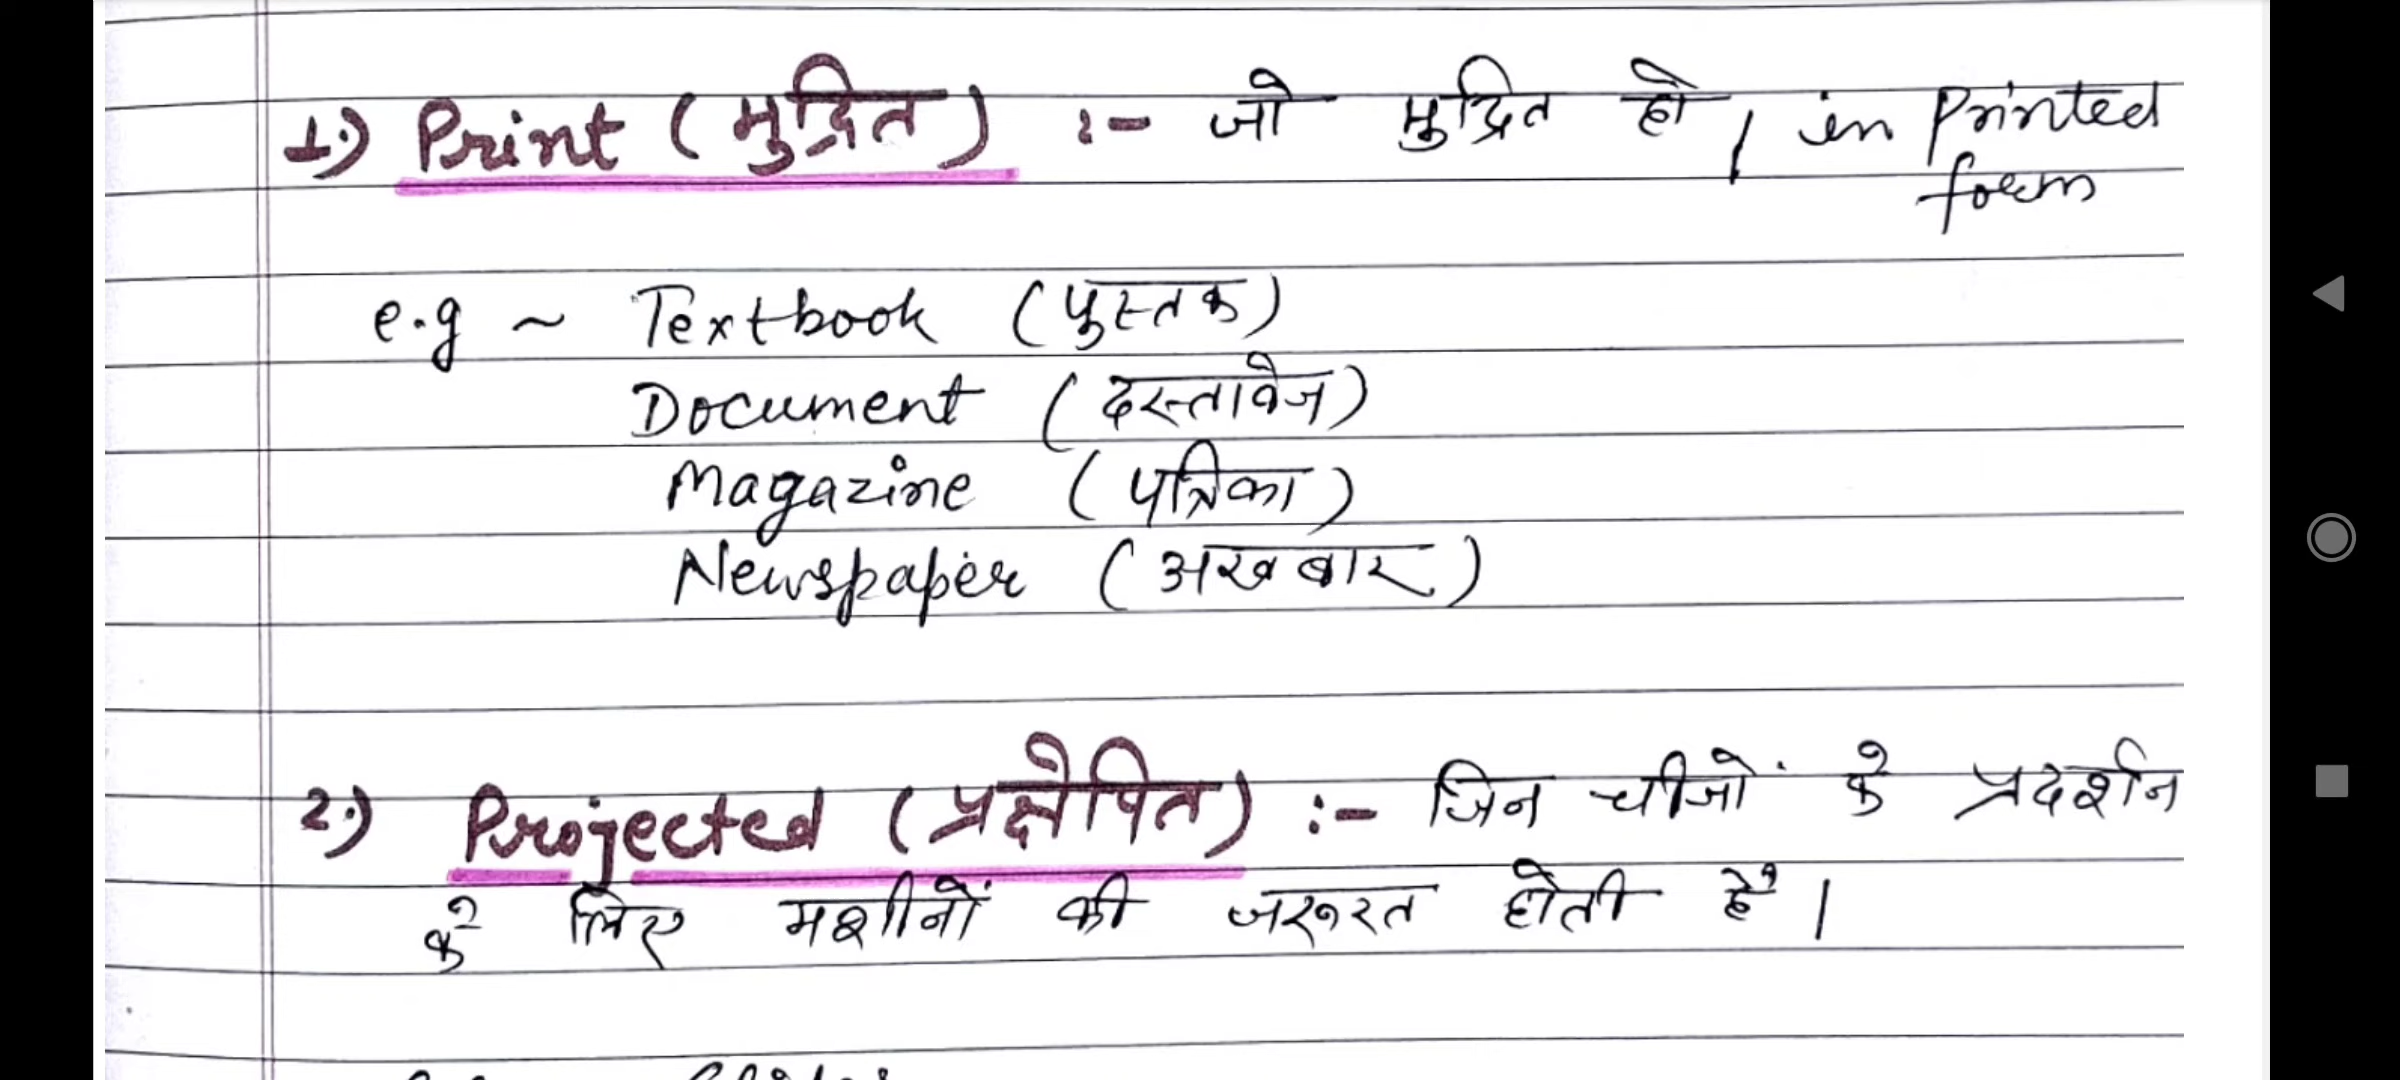 1.) Print (मुद्रित) :- जो मुद्रित हो, in Printed
form
e.g ~ Textbook (पुस्तक)
Document (दस्तावेज)
Magazine (पत्रिका)
Newspaper (अखबार)
2.) Projected (प्रक्षेपित) :- जिन चीजों के प्रदर्शन
के लिए मशीनों की जरूरत होती है।